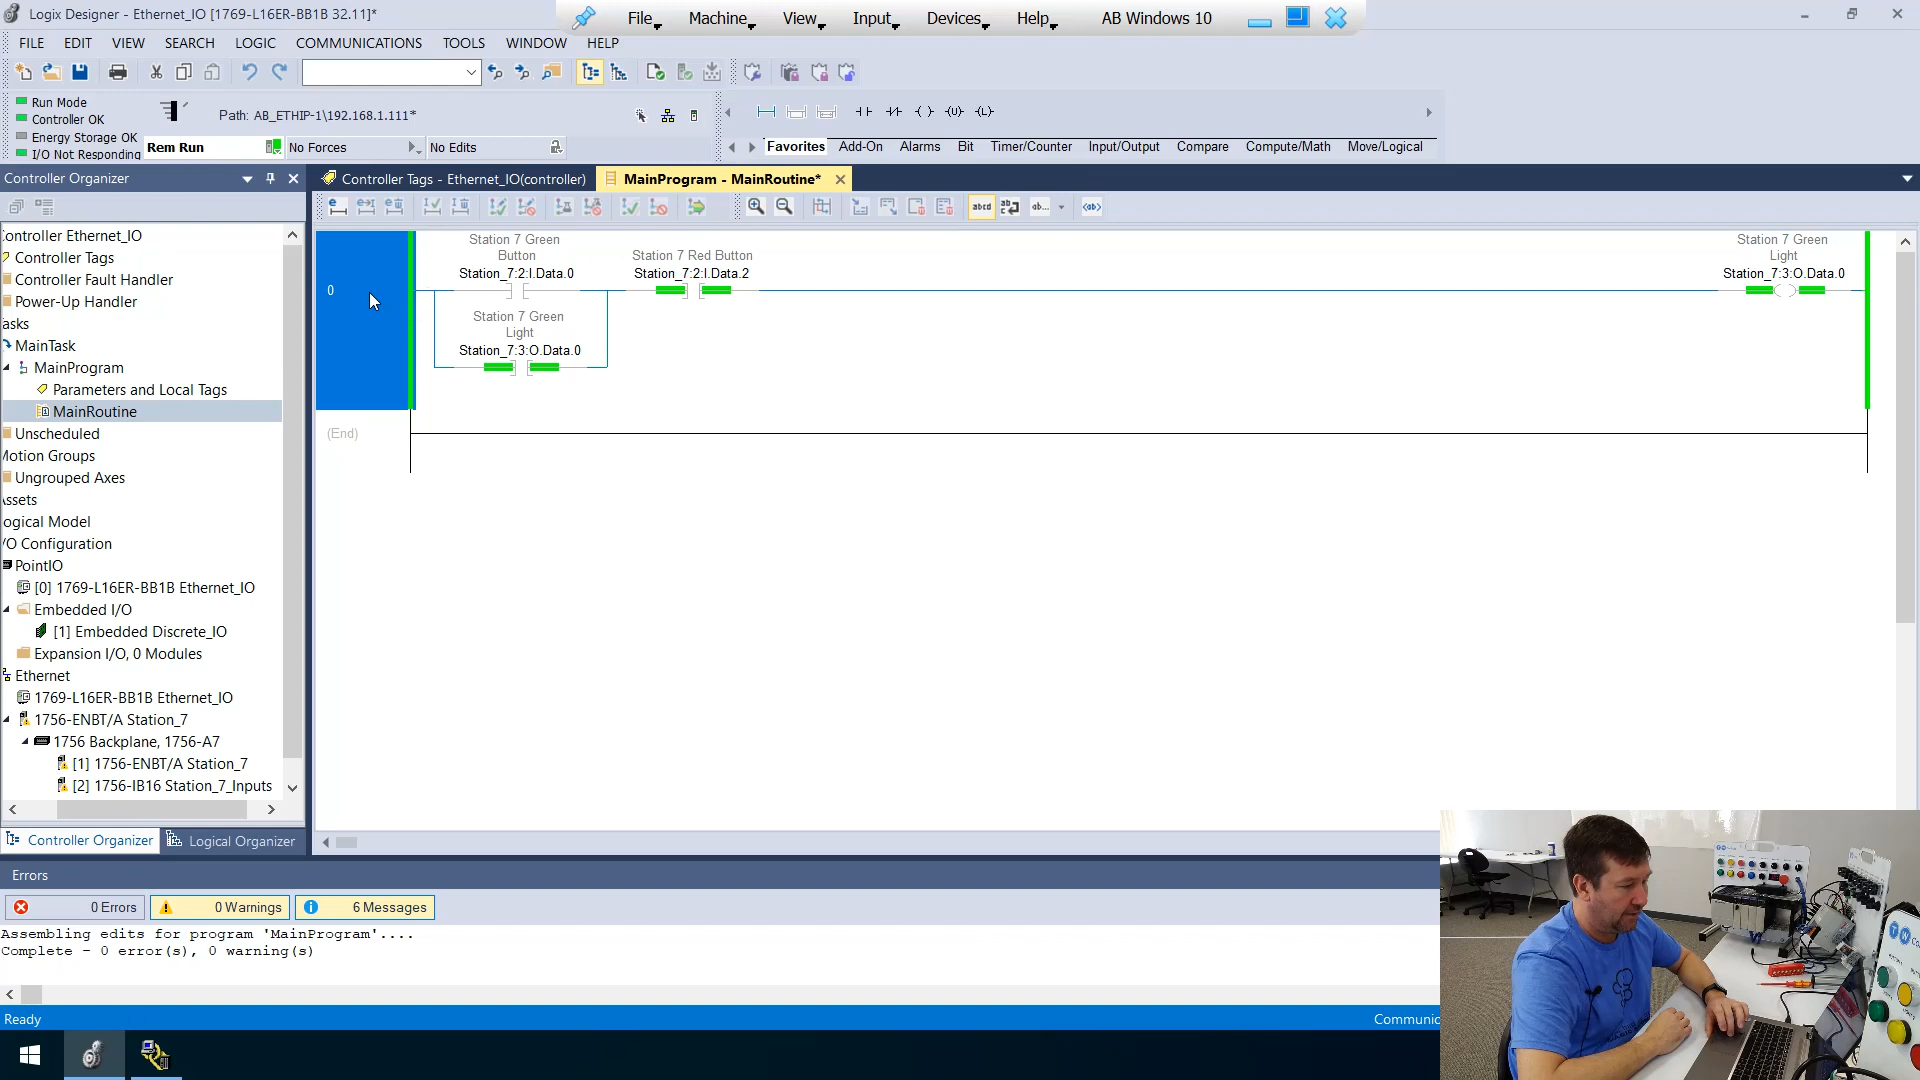 Logix Designer - Ethernet_IO [1769-L16ER-BB1B 32.11]*
File Machine View Input Devices Help AB Windows 10
FILE EDIT VIEW SEARCH LOGIC COMMUNICATIONS TOOLS WINDOW HELP
Run Mode
Controller OK
Energy Storage OK
I/O Not Responding
Path: AB_ETHIP-1\192.168.1.111*
Rem Run
No Forces
No Edits
Favorites Add-On Alarms Bit Timer/Counter Input/Output Compare Compute/Math Move/Logical
Controller Organizer
Controller Tags - Ethernet_IO(controller)
MainProgram - MainRoutine*
ontroller Ethernet_IO
Controller Tags
Controller Fault Handler
Power-Up Handler
asks
MainTask
MainProgram
Parameters and Local Tags
MainRoutine
Unscheduled
Motion Groups
Ungrouped Axes
ssets
ogical Model
/O Configuration
PointIO
[0] 1769-L16ER-BB1B Ethernet_IO
Embedded I/O
[1] Embedded Discrete_IO
Expansion I/O, 0 Modules
Ethernet
1769-L16ER-BB1B Ethernet_IO
1756-ENBT/A Station_7
1756 Backplane, 1756-A7
[1] 1756-ENBT/A Station_7
[2] 1756-IB16 Station_7_Inputs
Controller Organizer
Logical Organizer
abcd
ab...
0
Station 7 Green
Button
Station_7:2:I.Data.0
Station 7 Red Button
Station_7:2:I.Data.2
Station 7 Green
Light
Station_7:3:O.Data.0
Station 7 Green
Light
Station_7:3:O.Data.0
(End)
Errors
0 Errors
0 Warnings
6 Messages
Assembling edits for program 'MainProgram'....
Complete - 0 error(s), 0 warning(s)
Ready
Communic